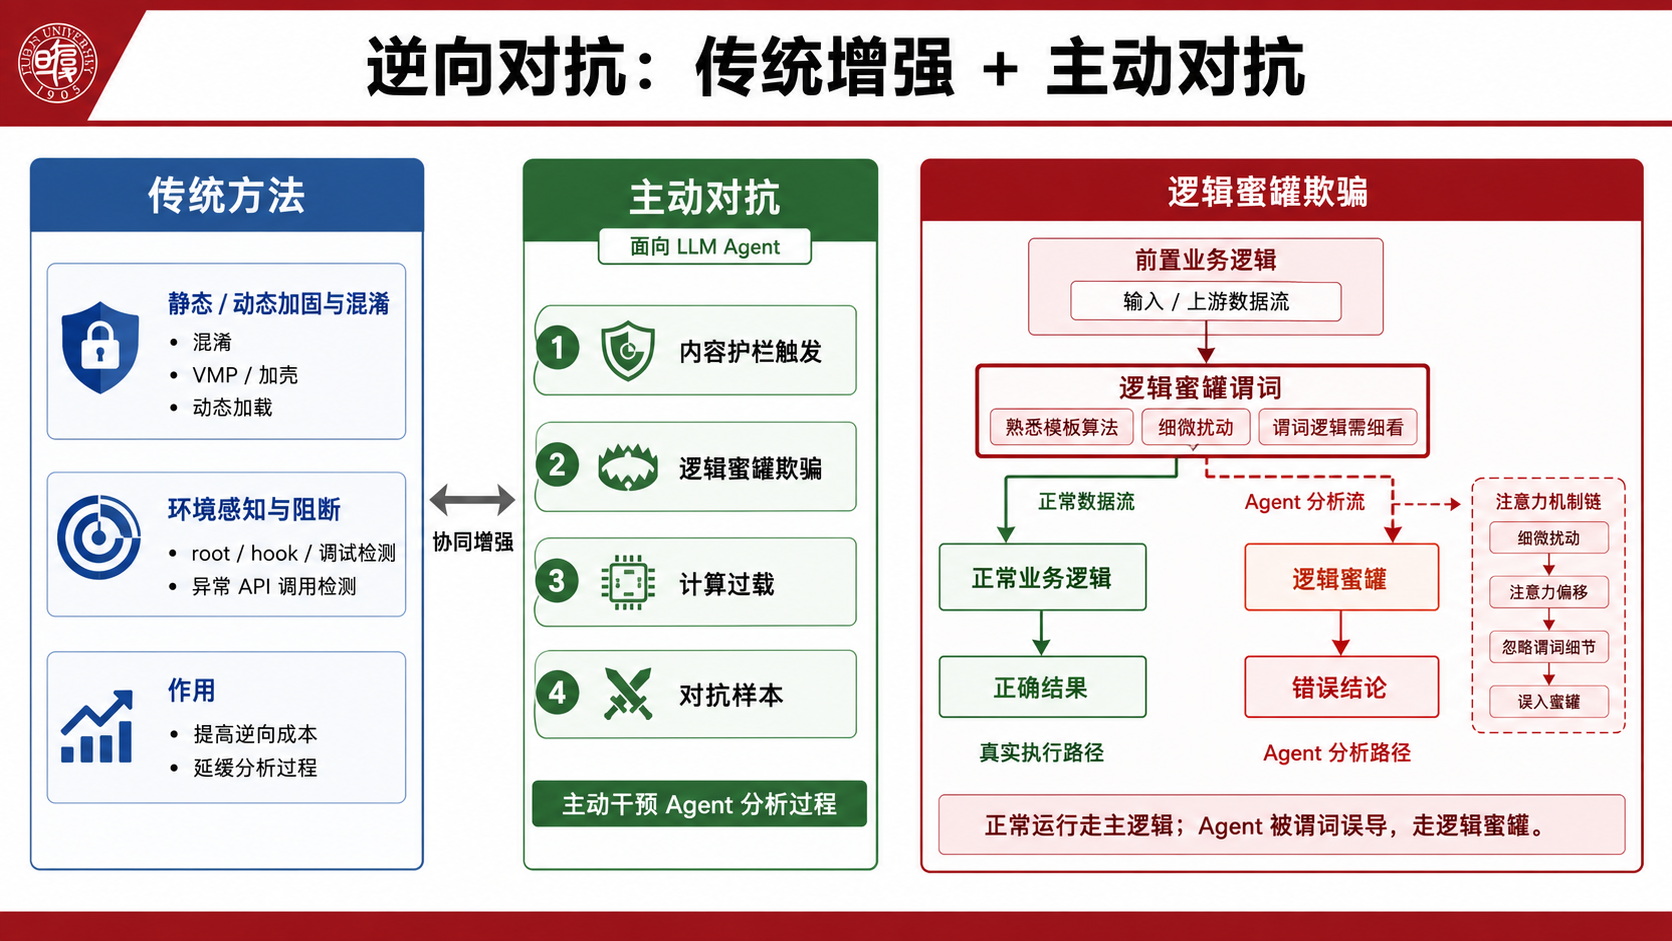 逆向对抗：传统增强 + 主动对抗
1905
传统方法
静态 / 动态加固与混淆
• 混淆
• VMP / 加壳
• 动态加载
环境感知与阻断
• root / hook / 调试检测
• 异常 API 调用检测
作用
• 提高逆向成本
• 延缓分析过程
协同增强
主动对抗
面向 LLM Agent
1 内容护栏触发
2 逻辑蜜罐欺骗
3 计算过载
4 对抗样本
主动干预 Agent 分析过程
逻辑蜜罐欺骗
前置业务逻辑
输入 / 上游数据流
逻辑蜜罐谓词
熟悉模板算法 细微扰动 谓词逻辑需细看
正常数据流
Agent 分析流
正常业务逻辑
逻辑蜜罐
正确结果
错误结论
真实执行路径
Agent 分析路径
注意力机制链
细微扰动
注意力偏移
忽略谓词细节
误入蜜罐
正常运行走主逻辑；Agent 被谓词误导，走逻辑蜜罐。